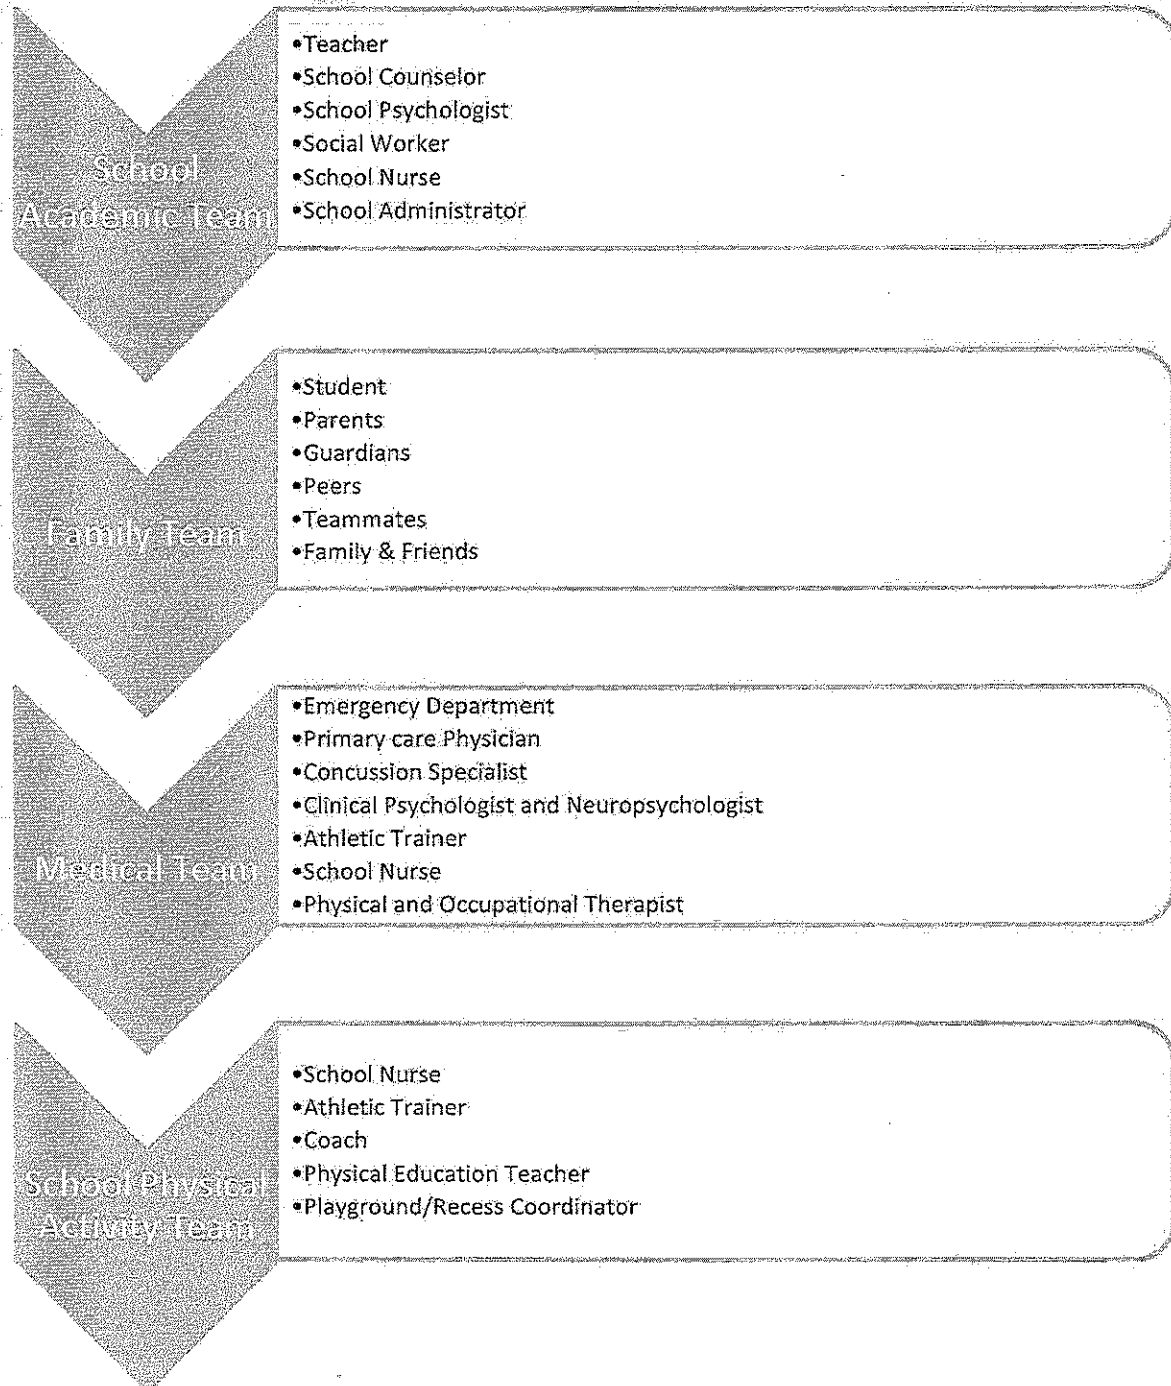 School
Academic Team
•Teacher
•School Counselor
•School Psychologist
•Social Worker
•School Nurse
•School Administrator
Family Team
•Student
•Parents
•Guardians
•Peers
•Teammates
•Family & Friends
Medical Team
•Emergency Department
•Primary care Physician
•Concussion Specialist
•Clinical Psychologist and Neuropsychologist
•Athletic Trainer
•School Nurse
•Physical and Occupational Therapist
School Physical
Activity Team
•School Nurse
•Athletic Trainer
•Coach
•Physical Education Teacher
•Playground/Recess Coordinator